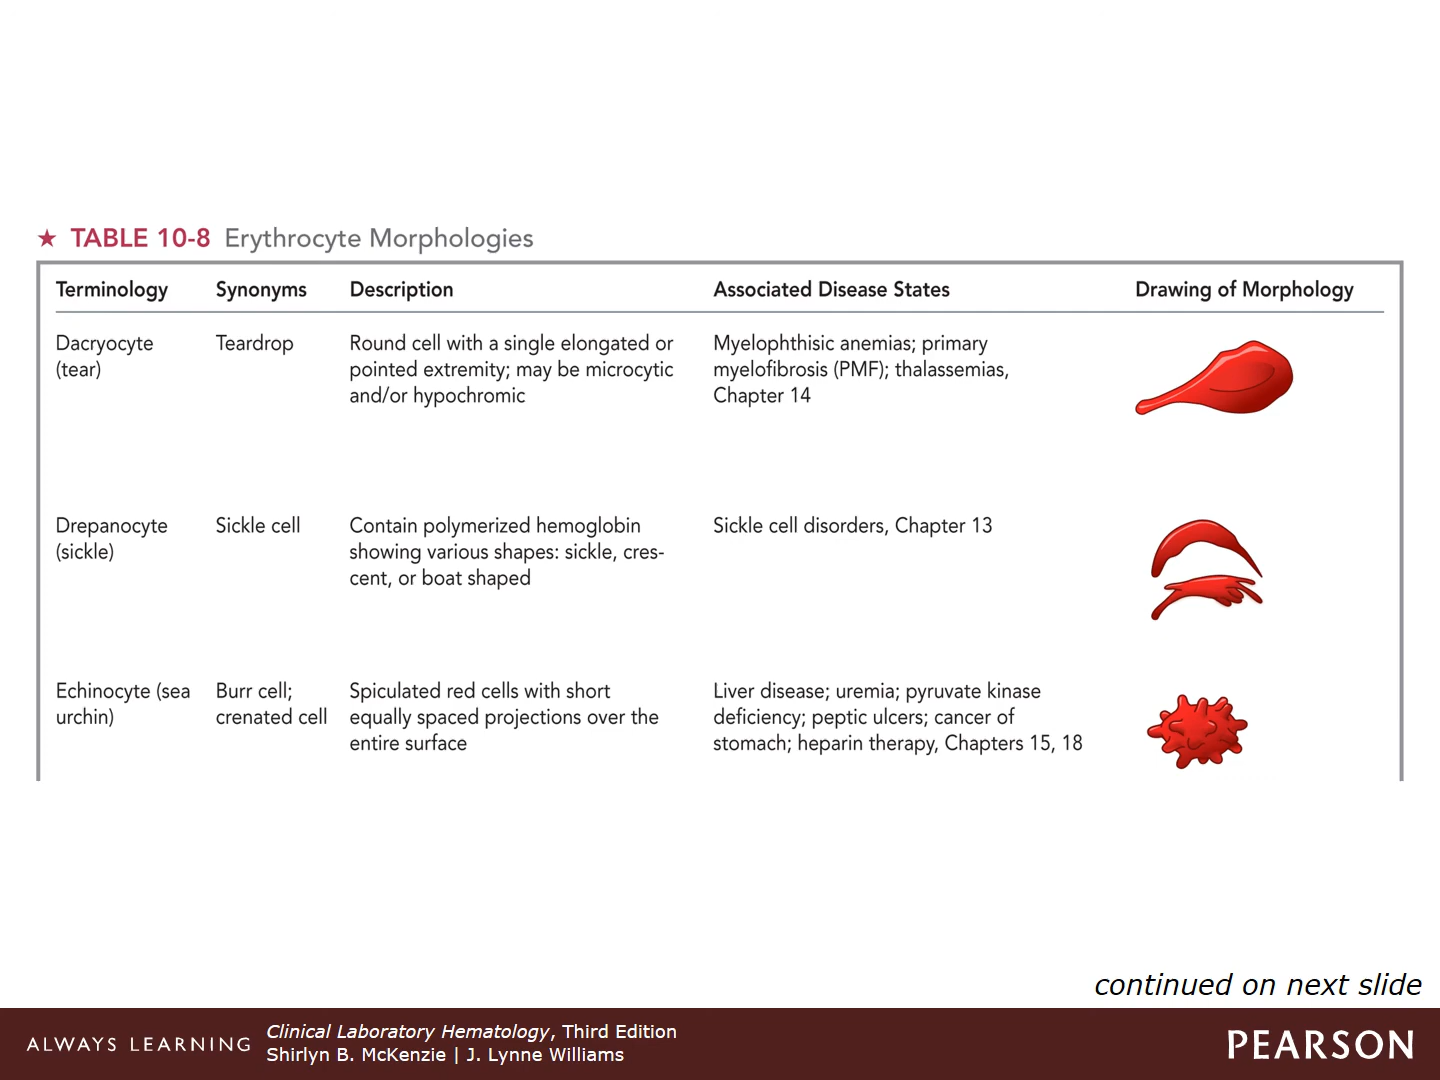 ★ TABLE 10-8 Erythrocyte Morphologies
Terminology Synonyms Description Associated Disease States Drawing of Morphology
Dacryocyte Teardrop Round cell with a single elongated or Myelophthisic anemias; primary
(tear) pointed extremity; may be microcytic myelofibrosis (PMF); thalassemias,
and/or hypochromic Chapter 14
Drepanocyte Sickle cell Contain polymerized hemoglobin Sickle cell disorders, Chapter 13
(sickle) showing various shapes: sickle, cres-
cent, or boat shaped
Echinocyte (sea Burr cell; Spiculated red cells with short Liver disease; uremia; pyruvate kinase
urchin) crenated cell equally spaced projections over the deficiency; peptic ulcers; cancer of
entire surface stomach; heparin therapy, Chapters 15, 18
continued on next slide
ALWAYS LEARNING
Clinical Laboratory Hematology, Third Edition
Shirlyn B. McKenzie | J. Lynne Williams
PEARSON